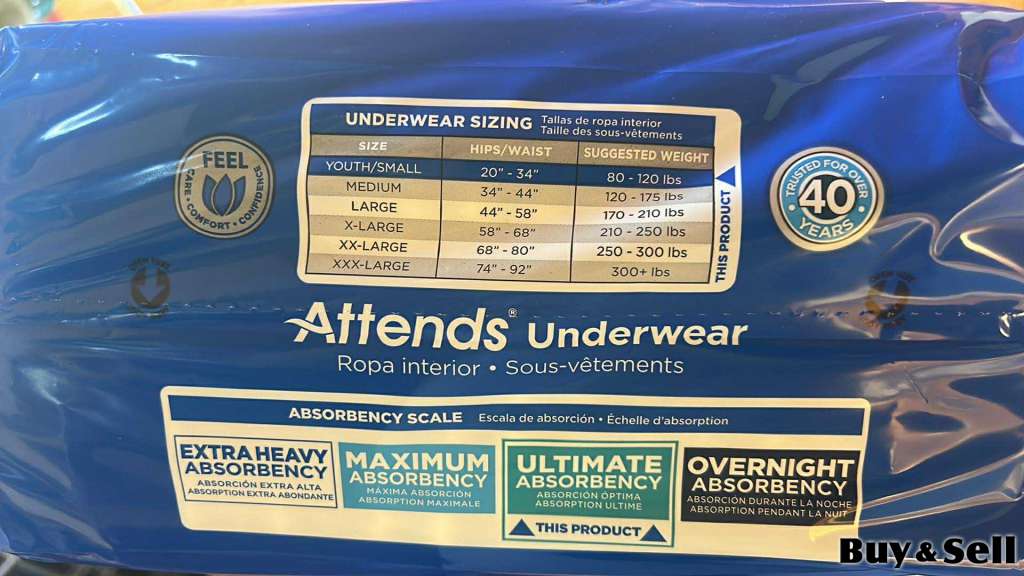 UNDERWEAR SIZING Tallas de ropa interior
Taille des sous-vêtements
SIZE HIPS/WAIST SUGGESTED WEIGHT
YOUTH/SMALL 20" - 34" 80 - 120 lbs
MEDIUM 34" - 44" 120 - 175 lbs
LARGE 44" - 58" 170 - 210 lbs
X-LARGE 58" - 68" 210 - 250 lbs
XX-LARGE 68" - 80" 250 - 300 lbs
XXX-LARGE 74" - 92" 300+ lbs
THIS PRODUCT
FEEL
CARE • COMFORT • CONFIDENCE
TRUSTED FOR OVER
40
YEARS
Attends® Underwear
Ropa interior • Sous-vêtements
ABSORBENCY SCALE Escala de absorción • Échelle d'absorption
EXTRA HEAVY
ABSORBENCY
ABSORCIÓN EXTRA ALTA
ABSORPTION EXTRA ABONDANTE
MAXIMUM
ABSORBENCY
MÁXIMA ABSORCIÓN
ABSORPTION MAXIMALE
ULTIMATE
ABSORBENCY
ABSORCIÓN ÓPTIMA
ABSORPTION ULTIME
THIS PRODUCT
OVERNIGHT
ABSORBENCY
ABSORCIÓN DURANTE LA NOCHE
ABSORPTION PENDANT LA NUIT
Buy & Sell